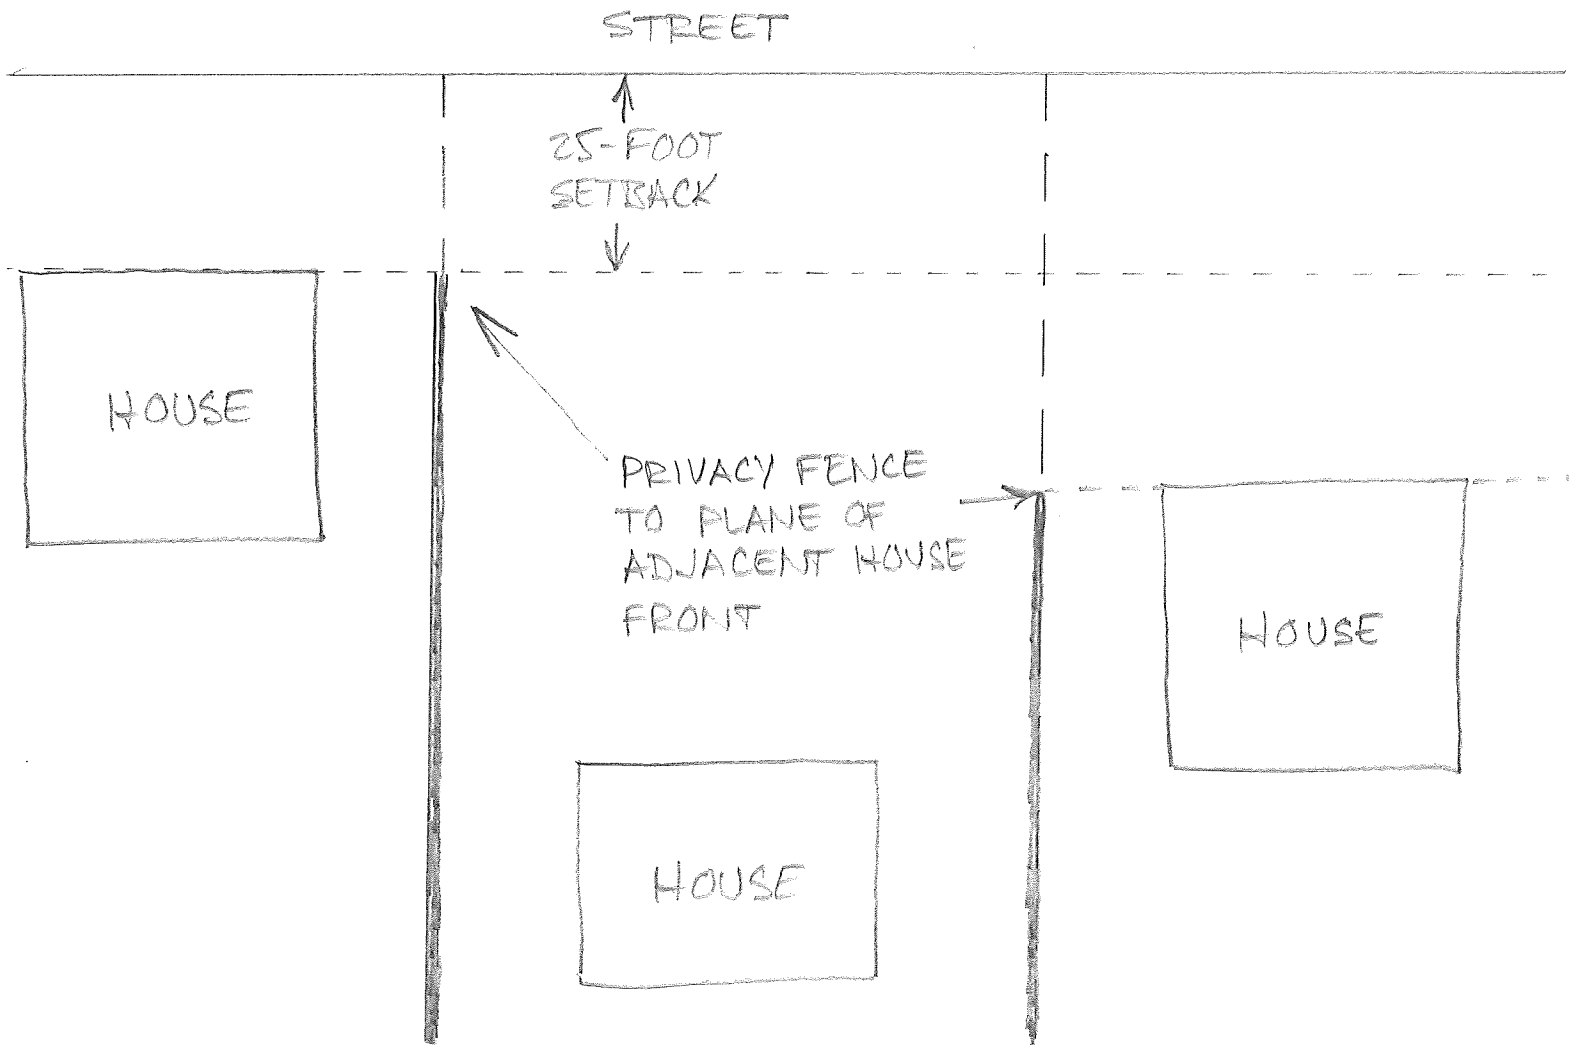 STREET
25-FOOT
SETBACK
HOUSE
PRIVACY FENCE
TO PLANE OF
ADJACENT HOUSE
FRONT
HOUSE
HOUSE